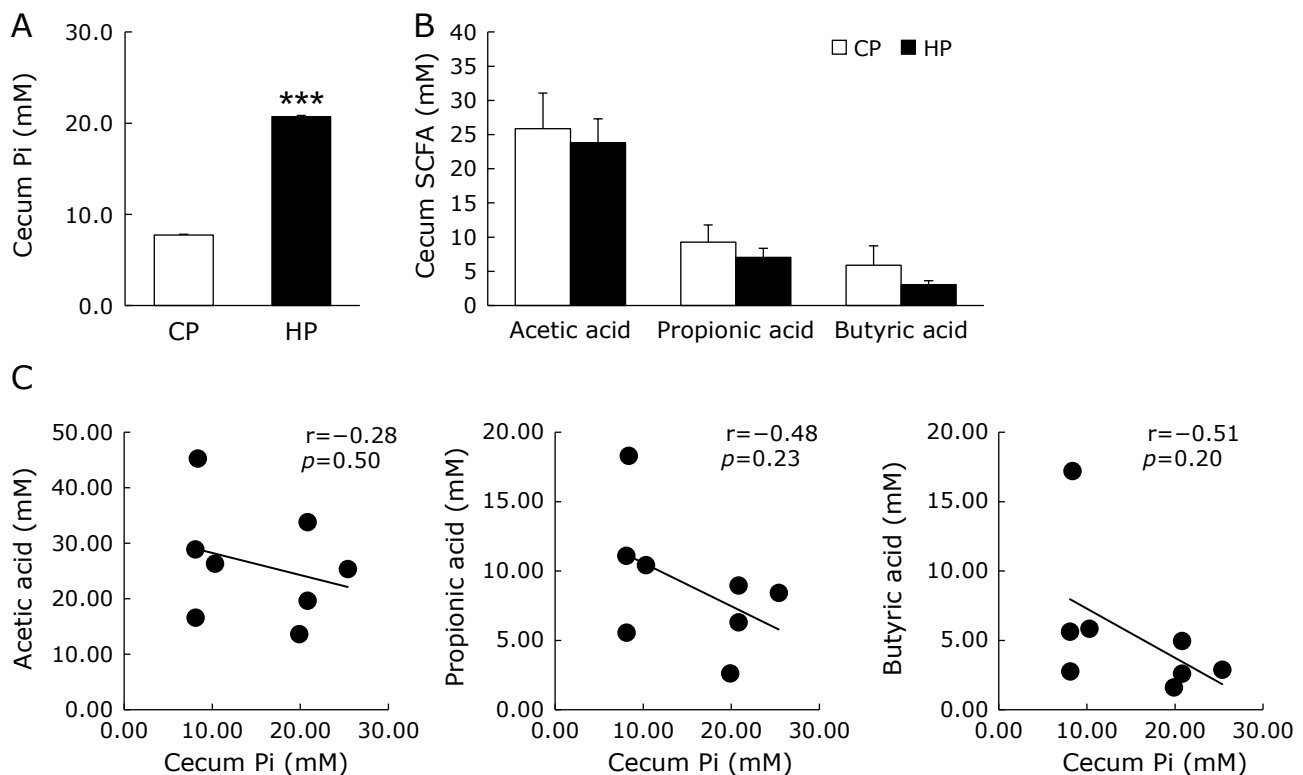 A
Cecum Pi (mM)
30.0
20.0
10.0
0.0
***
CP
HP
B
Cecum SCFA (mM)
40
35
30
25
20
15
10
5
0
CP
HP
Acetic acid
Propionic acid
Butyric acid
C
Acetic acid (mM)
50.00
40.00
30.00
20.00
10.00
0.00
r=−0.28
p=0.50
0.00 10.00 20.00 30.00
Cecum Pi (mM)
Propionic acid (mM)
20.00
15.00
10.00
5.00
0.00
r=−0.48
p=0.23
0.00 10.00 20.00 30.00
Cecum Pi (mM)
Butyric acid (mM)
20.00
15.00
10.00
5.00
0.00
r=−0.51
p=0.20
0.00 10.00 20.00 30.00
Cecum Pi (mM)